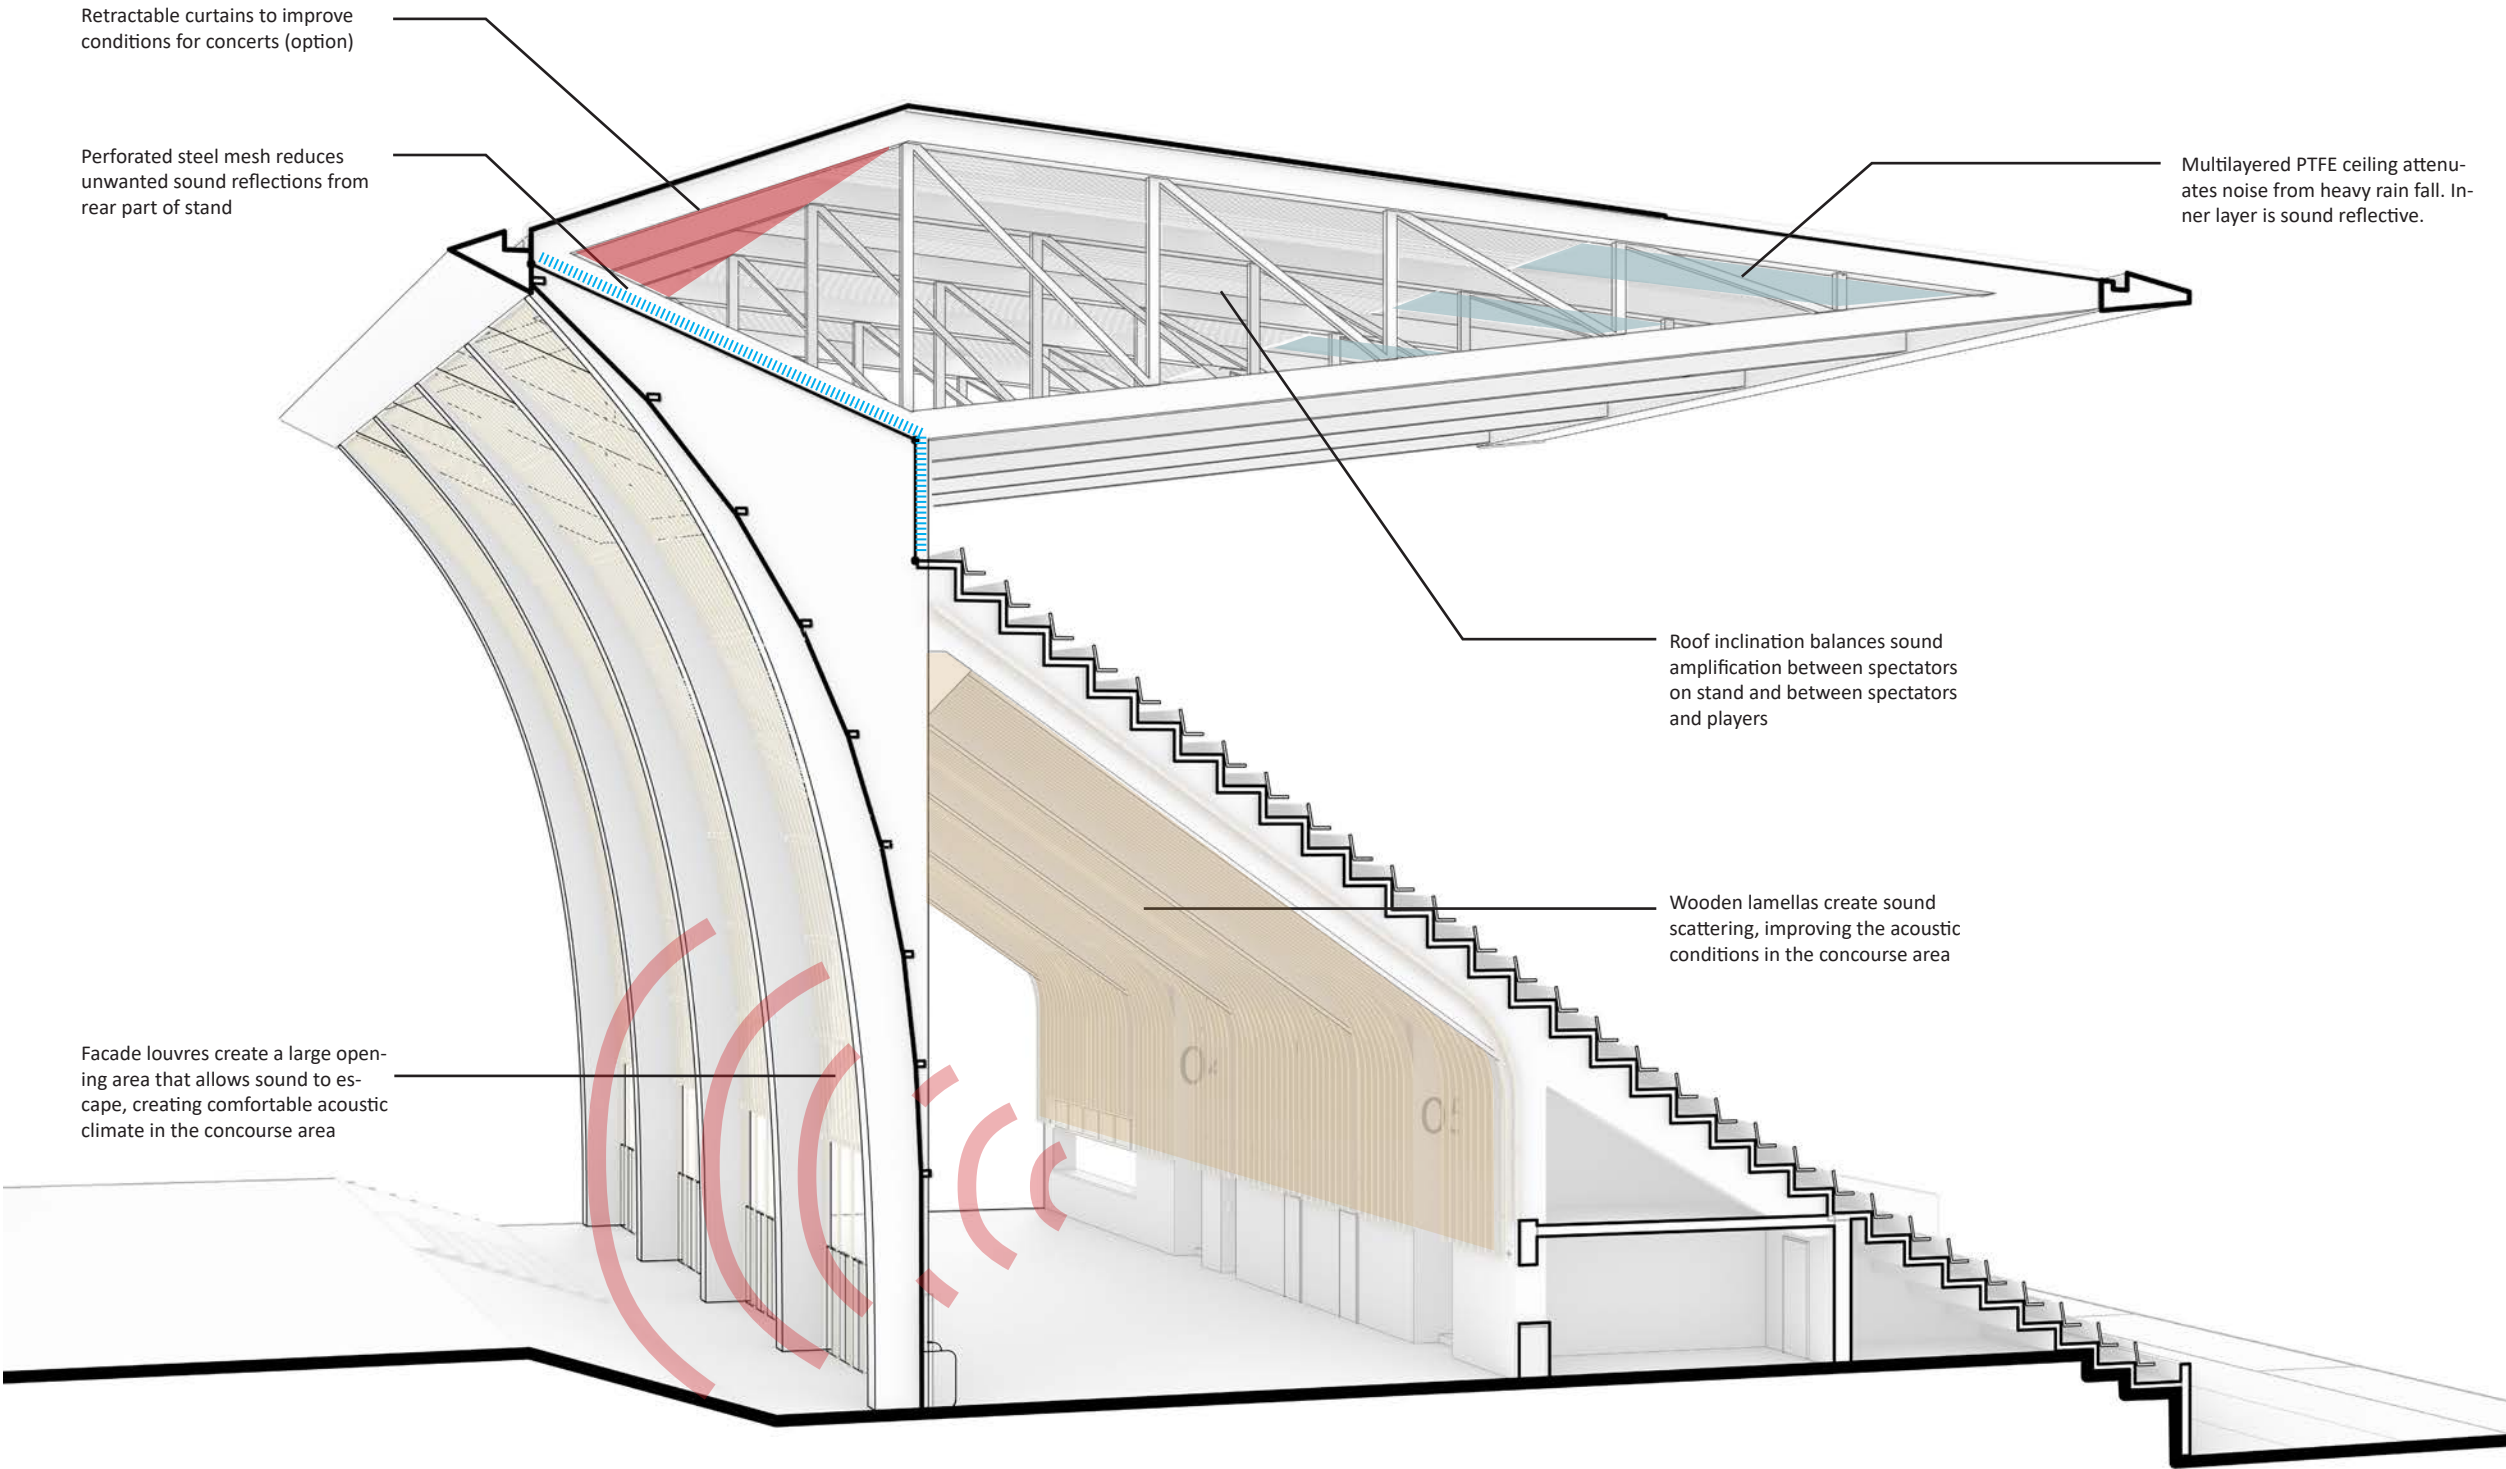 Retractable curtains to improve
conditions for concerts (option)
Perforated steel mesh reduces
unwanted sound reflections from
rear part of stand
Multilayered PTFE ceiling attenu-
ates noise from heavy rain fall. In-
ner layer is sound reflective.
Roof inclination balances sound
amplification between spectators
on stand and between spectators
and players
Wooden lamellas create sound
scattering, improving the acoustic
conditions in the concourse area
Facade louvres create a large open-
ing area that allows sound to es-
cape, creating comfortable acoustic
climate in the concourse area
04
05